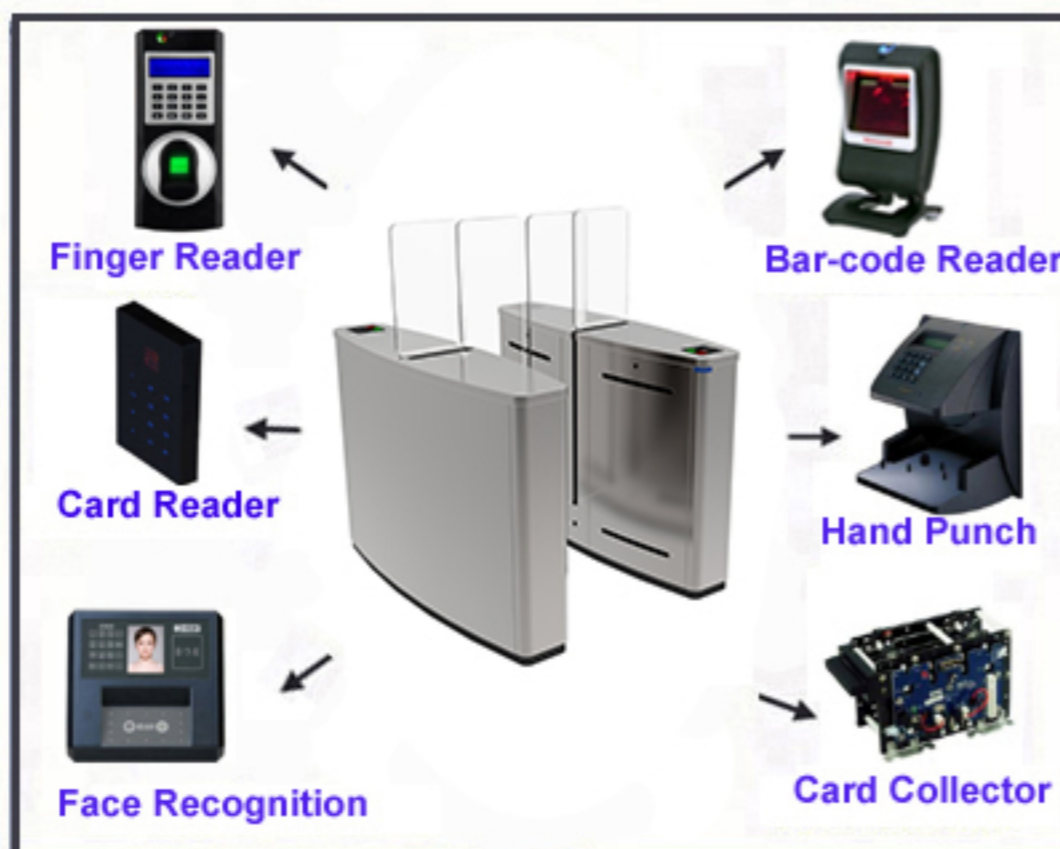 Finger Reader
Bar-code Reader
Card Reader
Hand Punch
Face Recognition
Card Collector